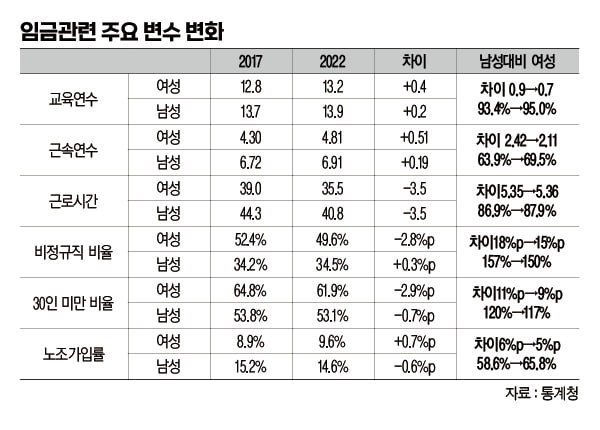 임금관련 주요 변수 변화
2017 2022 차이 남성대비 여성
교육연수 여성 12.8 13.2 +0.4 차이 0.9→0.7
남성 13.7 13.9 +0.2 93.4%→95.0%
근속연수 여성 4.30 4.81 +0.51 차이 2.42→2.11
남성 6.72 6.91 +0.19 63.9%→69.5%
근로시간 여성 39.0 35.5 -3.5 차이5.35→5.36
남성 44.3 40.8 -3.5 86.9%→87.9%
비정규직 비율 여성 52.4% 49.6% -2.8%p 차이18%p→15%p
남성 34.2% 34.5% +0.3%p 157%→150%
30인 미만 비율 여성 64.8% 61.9% -2.9%p 차이11%p→9%p
남성 53.8% 53.1% -0.7%p 120%→117%
노조가입률 여성 8.9% 9.6% +0.7%p 차이6%p→5%p
남성 15.2% 14.6% -0.6%p 58.6%→65.8%
자료 : 통계청